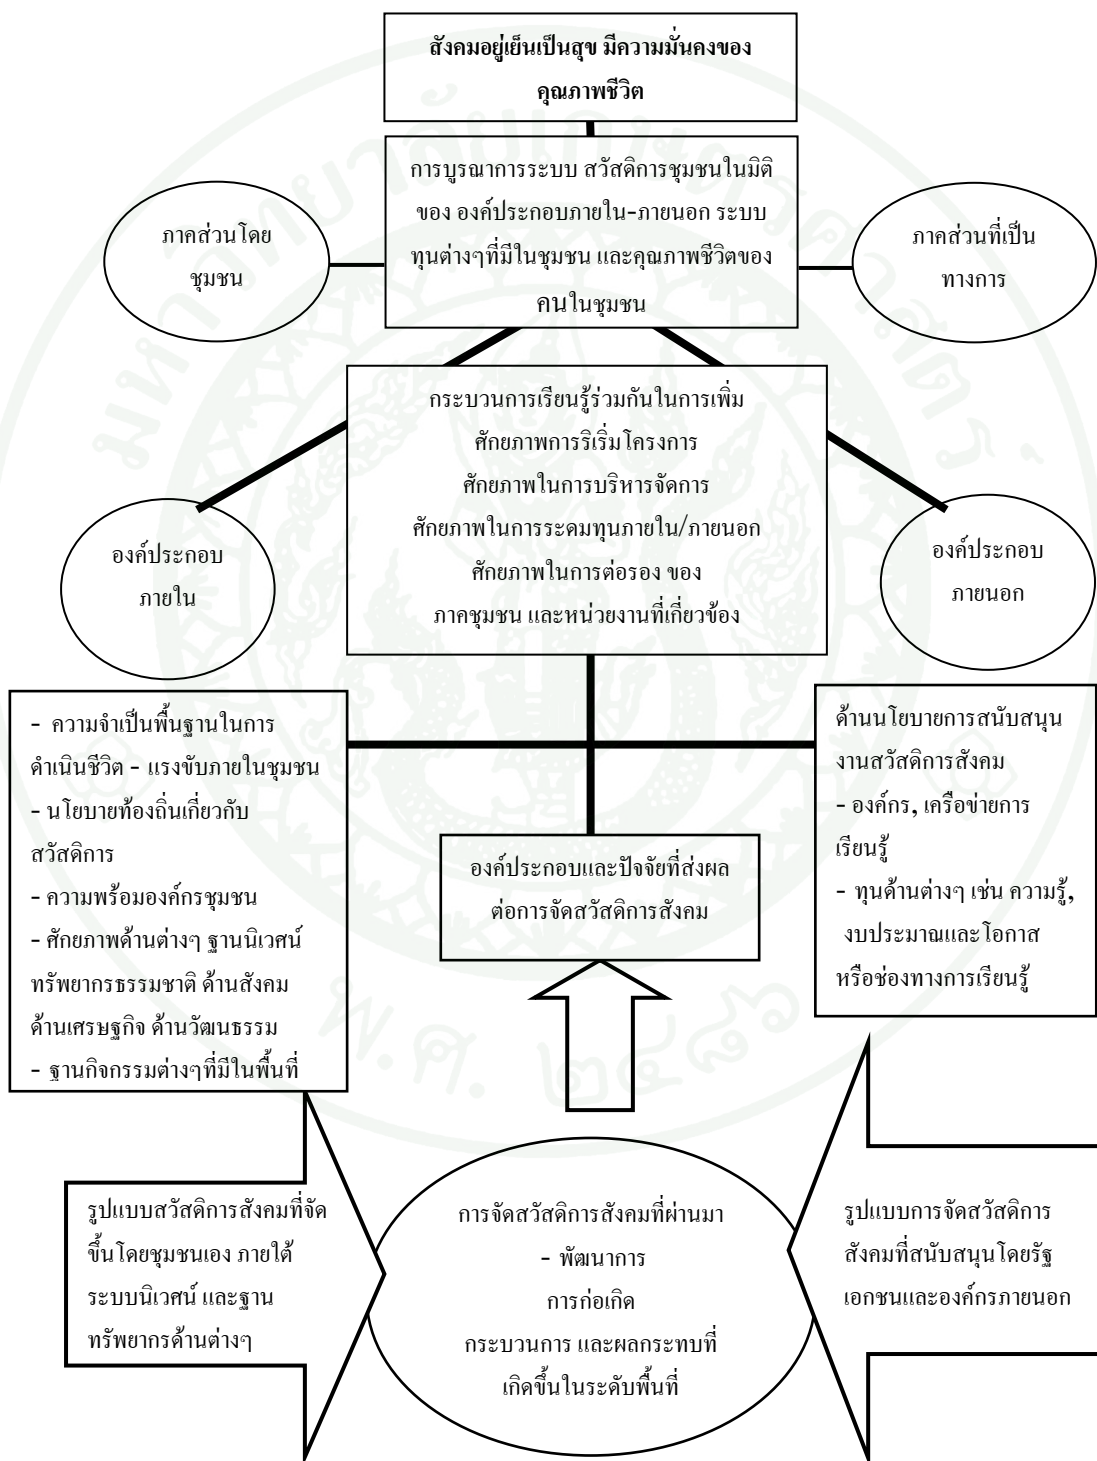 สังคมอยู่เย็นเป็นสุข มีความมั่นคงของ
คุณภาพชีวิต
การบูรณาการระบบ สวัสดิการชุมชนในมิติ
ของ องค์ประกอบภายใน-ภายนอก ระบบ
ทุนต่างๆที่มีในชุมชน และคุณภาพชีวิตของ
คนในชุมชน
ภาคส่วนโดย
ชุมชน
ภาคส่วนที่เป็น
ทางการ
กระบวนการเรียนรู้ร่วมกันในการเพิ่ม
ศักยภาพการริเริ่มโครงการ
ศักยภาพในการบริหารจัดการ
ศักยภาพในการระดมทุนภายใน/ภายนอก
ศักยภาพในการต่อรอง ของ
ภาคชุมชน และหน่วยงานที่เกี่ยวข้อง
องค์ประกอบ
ภายใน
องค์ประกอบ
ภายนอก
- ความจำเป็นพื้นฐานในการ
ดำเนินชีวิต - แรงขับภายในชุมชน
- นโยบายท้องถิ่นเกี่ยวกับ
สวัสดิการ
- ความพร้อมองค์กรชุมชน
- ศักยภาพด้านต่างๆ ฐานนิเวศน์
ทรัพยากรธรรมชาติ ด้านสังคม
ด้านเศรษฐกิจ ด้านวัฒนธรรม
- ฐานกิจกรรมต่างๆที่มีในพื้นที่
องค์ประกอบและปัจจัยที่ส่งผล
ต่อการจัดสวัสดิการสังคม
ด้านนโยบายการสนับสนุน
งานสวัสดิการสังคม
- องค์กร, เครือข่ายการ
เรียนรู้
- ทุนด้านต่างๆ เช่น ความรู้,
งบประมาณและโอกาส
หรือช่องทางการเรียนรู้
รูปแบบสวัสดิการสังคมที่จัด
ขึ้นโดยชุมชนเอง ภายใต้
ระบบนิเวศน์ และฐาน
ทรัพยากรด้านต่างๆ
การจัดสวัสดิการสังคมที่ผ่านมา
- พัฒนาการ
การก่อเกิด
กระบวนการ และผลกระทบที่
เกิดขึ้นในระดับพื้นที่
รูปแบบการจัดสวัสดิการ
สังคมที่สนับสนุนโดยรัฐ
เอกชนและองค์กรภายนอก
มหาวิทยาลัยเกษตรศาสตร์
พ.ศ. ๒๔๘๖